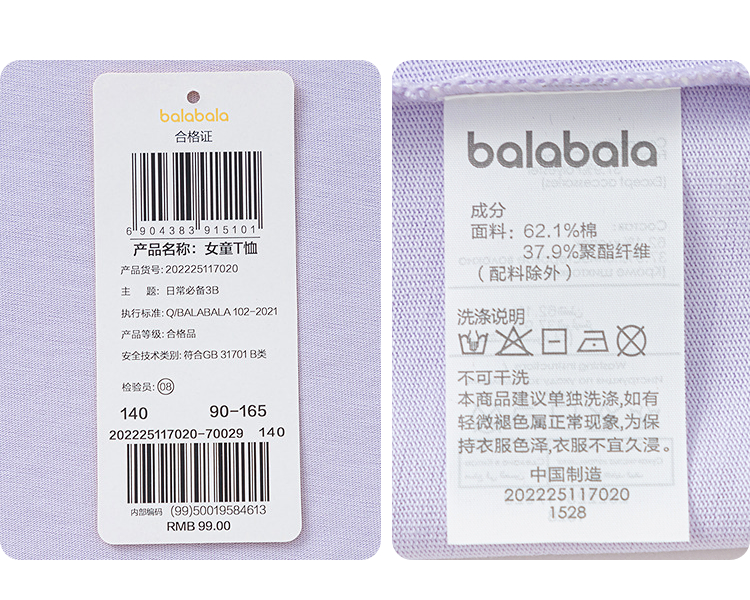 balabala
合格证
6 904383 915101
产品名称: 女童T恤
产品货号: 202225117020
主 题: 日常必备3B
执行标准: Q/BALABALA 102-2021
产品等级: 合格品
安全技术类别: 符合GB 31701 B类
检验员: 08
140 90-165
202225117020-70029 140
内部编码 (99)50019584613
RMB 99.00
balabala
成分
面料: 62.1%棉
37.9%聚酯纤维
(配料除外)
洗涤说明
不可干洗
本商品建议单独洗涤,如有
轻微褪色属正常现象,为保
持衣服色泽,衣服不宜久浸。
中国制造
202225117020
1528